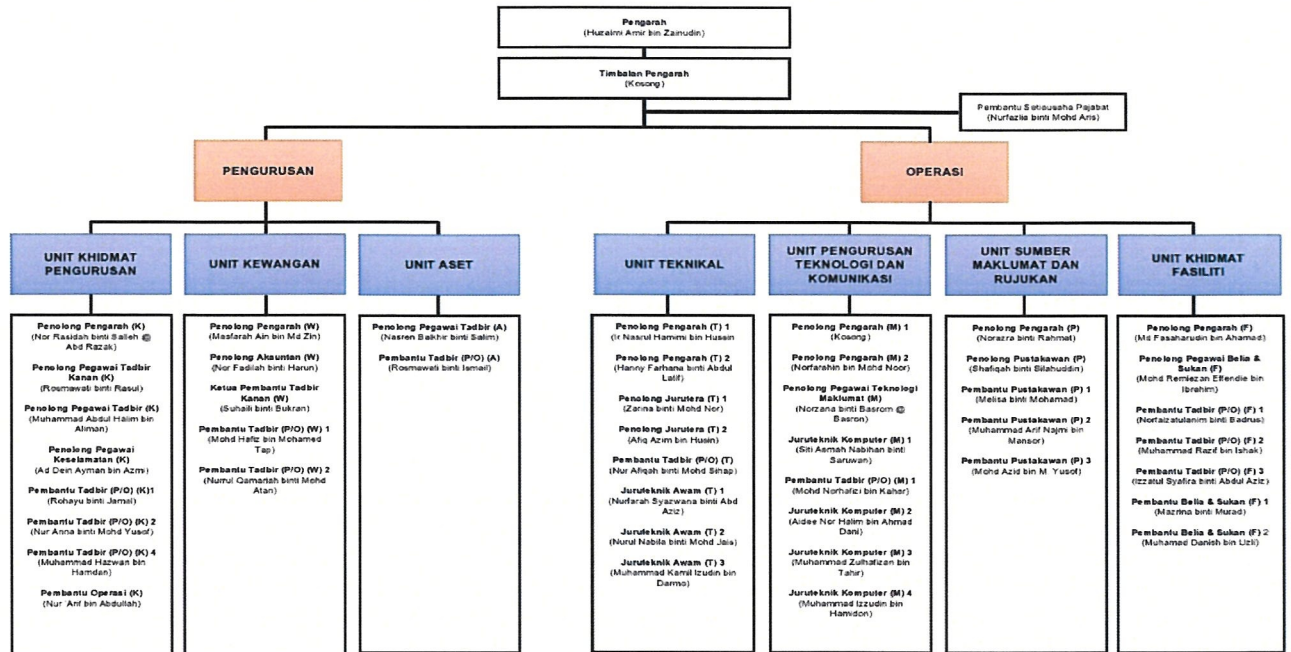 Pengarah
(Huzaimi Amir bin Zainudin)
Timbalan Pengarah
(Kosong)
Pembantu Setiausaha Pejabat
(Nurfazlia binti Mohd Aris)
PENGURUSAN
OPERASI
UNIT KHIDMAT
PENGURUSAN
UNIT KEWANGAN
UNIT ASET
UNIT TEKNIKAL
UNIT PENGURUSAN
TEKNOLOGI DAN
KOMUNIKASI
UNIT SUMBER
MAKLUMAT DAN
RUJUKAN
UNIT KHIDMAT
FASILITI
Penolong Pengarah (K)
(Nor Rasidah binti Salleh @
Abd Razak)
Penolong Pegawai Tadbir
Kanan (K)
(Rosmawati binti Rasul)
Penolong Pegawai Tadbir (K)
(Muhammad Abdul Halim bin
Aliman)
Penolong Pegawai
Keselamatan (K)
(Ad Dein Ayman bin Azmi)
Pembantu Tadbir (P/O) (K)1
(Rohayu binti Jamal)
Pembantu Tadbir (P/O) (K) 2
(Nur Anna binti Mohd Yusof)
Pembantu Tadbir (P/O) (K) 4
(Muhammad Hazwan bin
Hamdan)
Pembantu Operasi (K)
(Nur 'Arif bin Abdullah)
Penolong Pengarah (W)
(Masfarah Ain bin Md Zin)
Penolong Akauntan (W)
(Nor Fadilah binti Harun)
Ketua Pembantu Tadbir
Kanan (W)
(Suhaili binti Bukran)
Pembantu Tadbir (P/O) (W) 1
(Mohd Hafiz bin Mohamed
Tap)
Pembantu Tadbir (P/O) (W) 2
(Nurrul Qamariah binti Mohd
Atan)
Penolong Pegawai Tadbir (A)
(Nasren Balkhir binti Salim)
Pembantu Tadbir (P/O) (A)
(Rosmawati binti Ismail)
Penolong Pengarah (T) 1
(Ir Nasrul Hamimi bin Husein
Penolong Pengarah (T) 2
(Hanny Farhana binti Abdul
Latif)
Penolong Jurutera (T) 1
(Zarina binti Mohd Nor)
Penolong Jurutera (T) 2
(Afiq Azim bin Husin)
Pembantu Tadbir (P/O) (T)
(Nur Afiqah binti Mohd Sihap)
Juruteknik Awam (T) 1
(Nurfarah Syazwana binti Abd
Aziz)
Juruteknik Awam (T) 2
(Nurul Nabila binti Mohd Jais)
Juruteknik Awam (T) 3
(Muhammad Kamil Izudin bin
Darmo)
Penolong Pengarah (M) 1
(Kosong)
Penolong Pengarah (M) 2
(Norfarahin bin Mohd Noor)
Penolong Pegawai Teknologi
Maklumat (M)
(Norzana binti Basrom @
Basron)
Juruteknik Komputer (M) 1
(Siti Asmah Nabihan binti
Saruwan)
Pembantu Tadbir (P/O) (M) 1
(Mohd Norhafizi bin Kahar)
Juruteknik Komputer (M) 2
(Aidee Nor Halim bin Ahmad
Dani)
Juruteknik Komputer (M) 3
(Muhammad Zulhafizan bin
Tahir)
Juruteknik Komputer (M) 4
(Muhammad Izzudin bin
Hamidon)
Penolong Pengarah (P)
(Norazra binti Rahmat)
Penolong Pustakawan (P)
(Shafiqah binti Silahuddin)
Pembantu Pustakawan (P) 1
(Melisa binti Mohamad)
Pembantu Pustakawan (P) 2
(Muhammad Arif Najmi bin
Mansor)
Pembantu Pustakawan (P) 3
(Mohd Azid bin M. Yusof)
Penolong Pengarah (F)
(Md Fasaharudin bin Ahamad)
Penolong Pegawai Belia &
Sukan (F)
(Mohd Remiezan Effendie bin
Ibrahim)
Pembantu Tadbir (P/O) (F) 1
(Norfaizatulanim binti Badrus)
Pembantu Tadbir (P/O) (F) 2
(Muhammad Razif bin Ishak)
Pembantu Tadbir (P/O) (F) 3
(Izzatul Syafira binti Abdul Aziz)
Pembantu Belia & Sukan (F) 1
(Mazrina binti Murad)
Pembantu Belia & Sukan (F) 2
(Muhamad Danish bin Uzli)